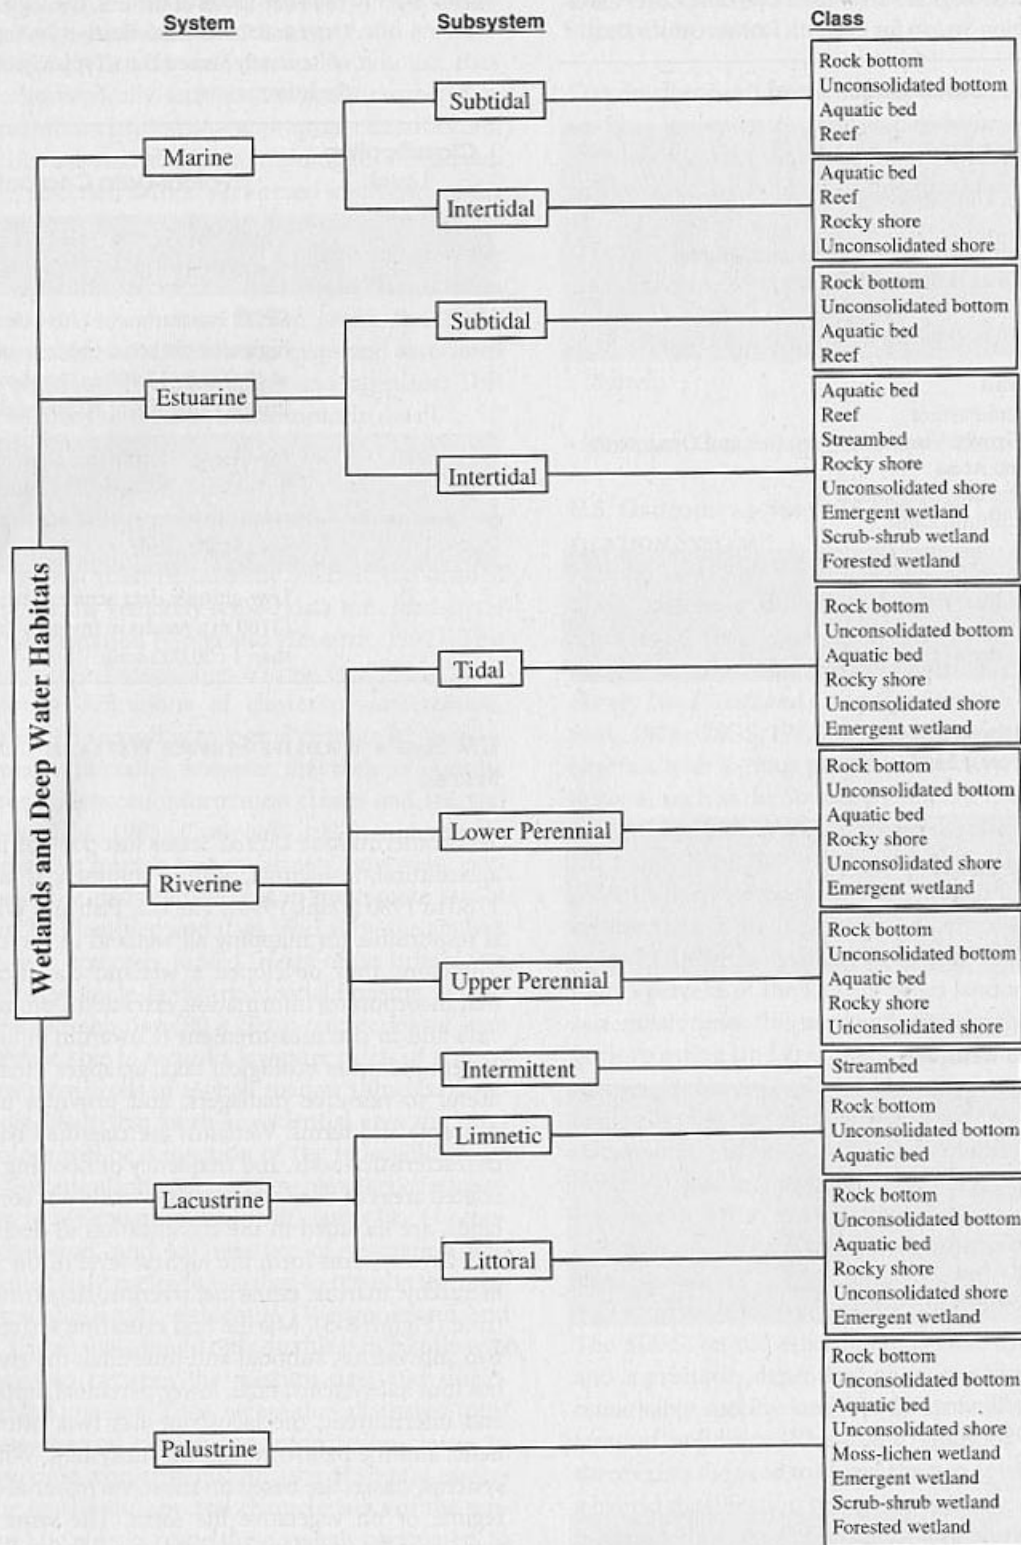 System
Subsystem
Class
Wetlands and Deep Water Habitats
Marine
Subtidal
Rock bottom
Unconsolidated bottom
Aquatic bed
Reef
Intertidal
Aquatic bed
Reef
Rocky shore
Unconsolidated shore
Estuarine
Subtidal
Rock bottom
Unconsolidated bottom
Aquatic bed
Reef
Intertidal
Aquatic bed
Reef
Streambed
Rocky shore
Unconsolidated shore
Emergent wetland
Scrub-shrub wetland
Forested wetland
Riverine
Tidal
Rock bottom
Unconsolidated bottom
Aquatic bed
Rocky shore
Unconsolidated shore
Emergent wetland
Lower Perennial
Rock bottom
Unconsolidated bottom
Aquatic bed
Rocky shore
Unconsolidated shore
Emergent wetland
Upper Perennial
Rock bottom
Unconsolidated bottom
Aquatic bed
Rocky shore
Unconsolidated shore
Intermittent
Streambed
Lacustrine
Limnetic
Rock bottom
Unconsolidated bottom
Aquatic bed
Littoral
Rock bottom
Unconsolidated bottom
Aquatic bed
Rocky shore
Unconsolidated shore
Emergent wetland
Palustrine
Rock bottom
Unconsolidated bottom
Aquatic bed
Unconsolidated shore
Moss-lichen wetland
Emergent wetland
Scrub-shrub wetland
Forested wetland